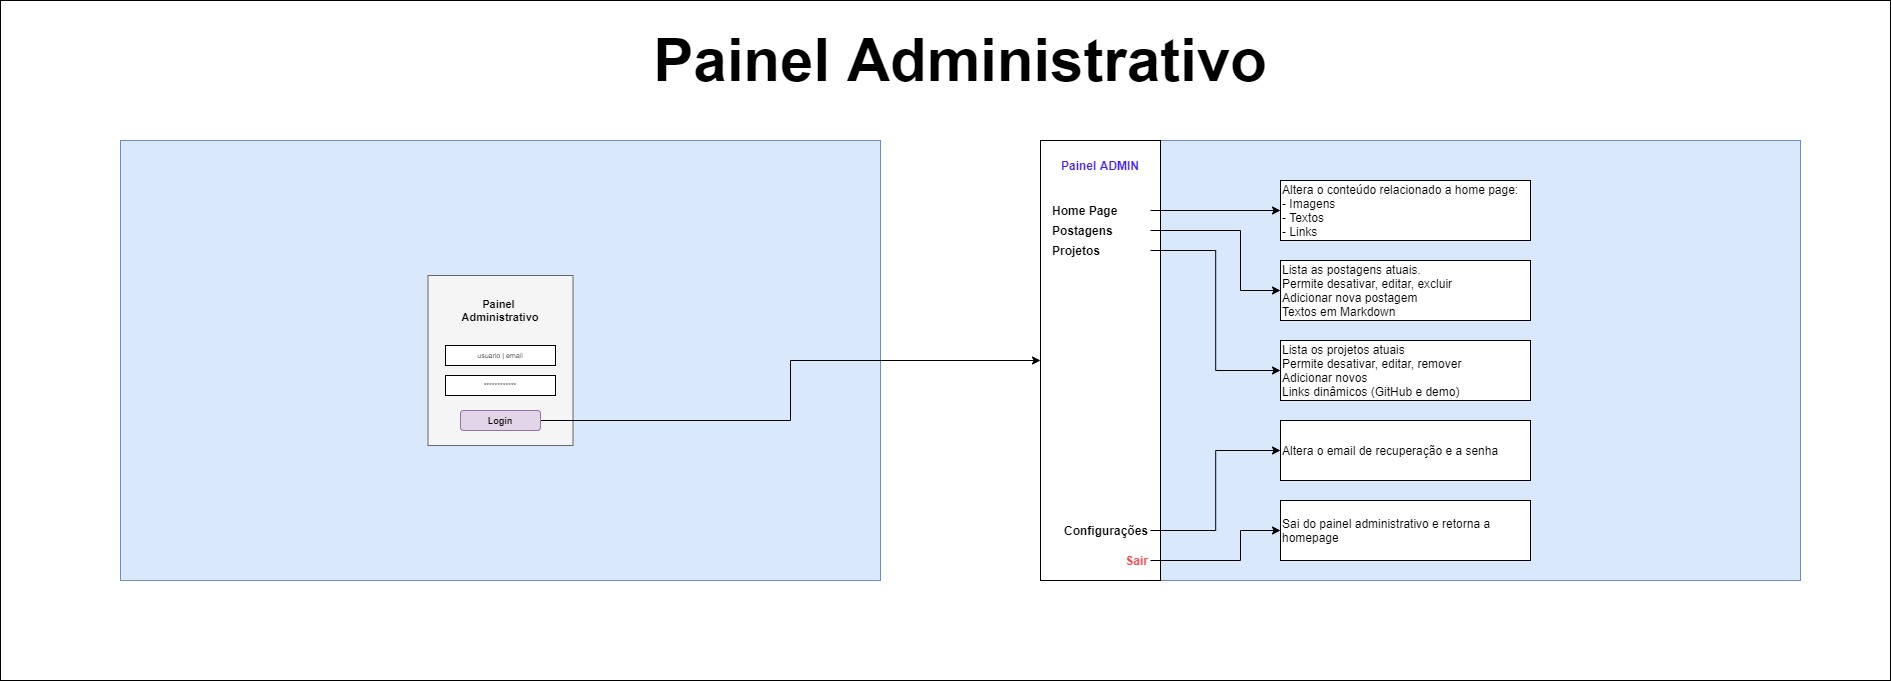 Painel Administrativo
Painel
Administrativo
usuario | email
************
Login
Painel ADMIN
Home Page
Postagens
Projetos
Configurações
Sair
Altera o conteúdo relacionado a home page:
- Imagens
- Textos
- Links
Lista as postagens atuais.
Permite desativar, editar, excluir
Adicionar nova postagem
Textos em Markdown
Lista os projetos atuais
Permite desativar, editar, remover
Adicionar novos
Links dinâmicos (GitHub e demo)
Altera o email de recuperação e a senha
Sai do painel administrativo e retorna a
homepage